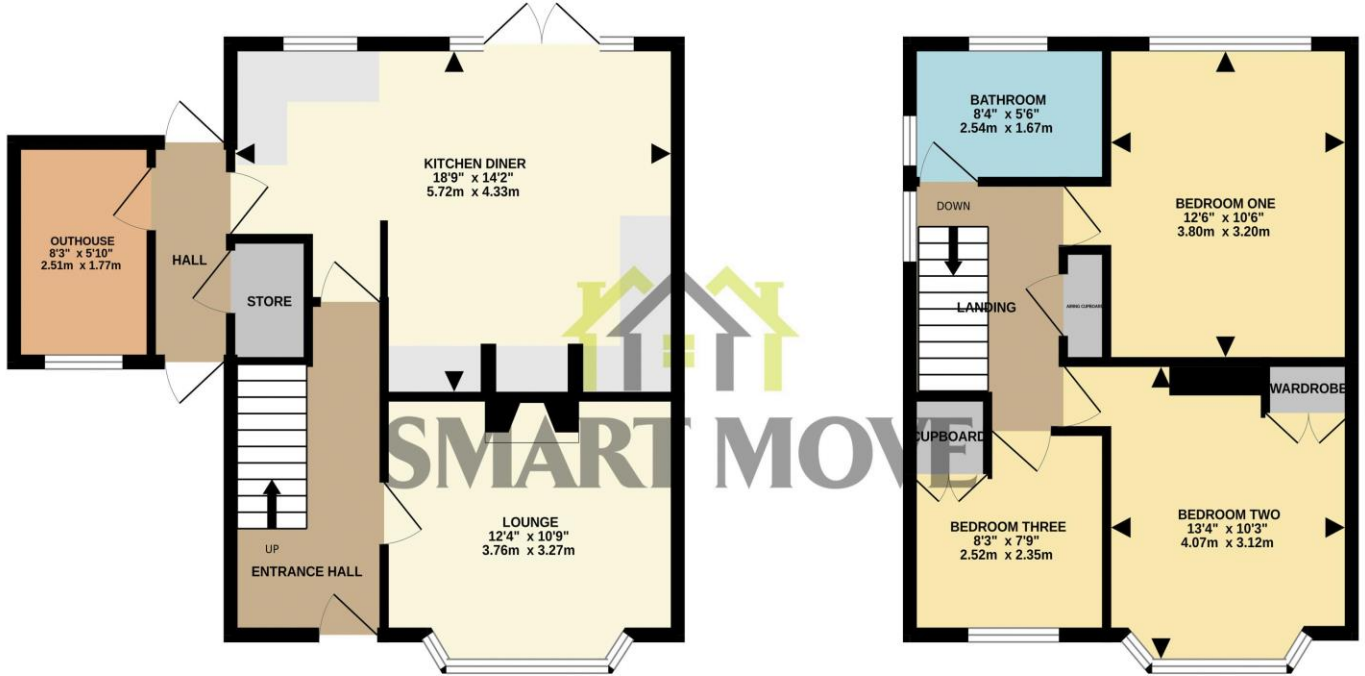 KITCHEN DINER
18'9" x 14'2"
5.72m x 4.33m
OUTHOUSE
8'3" x 5'10"
2.51m x 1.77m
HALL
STORE
LOUNGE
12'4" x 10'9"
3.76m x 3.27m
UP
ENTRANCE HALL
SMART MOVE
BATHROOM
8'4" x 5'6"
2.54m x 1.67m
DOWN
BEDROOM ONE
12'6" x 10'6"
3.80m x 3.20m
LANDING
AIRING CUPBOARD
WARDROBE
CUPBOARD
BEDROOM TWO
13'4" x 10'3"
4.07m x 3.12m
BEDROOM THREE
8'3" x 7'9"
2.52m x 2.35m